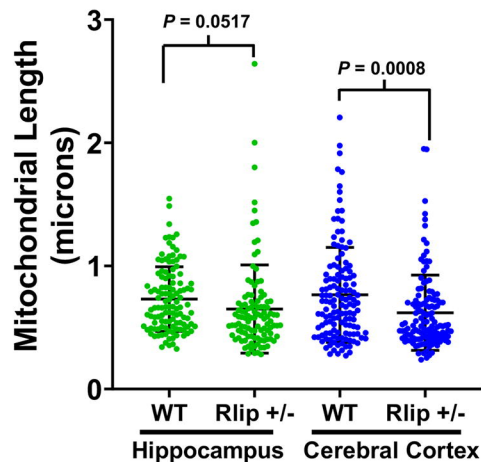 Mitochondrial Length
(microns)
3
2
1
0
P = 0.0517
P = 0.0008
WT Rlip +/- WT Rlip +/-
Hippocampus Cerebral Cortex